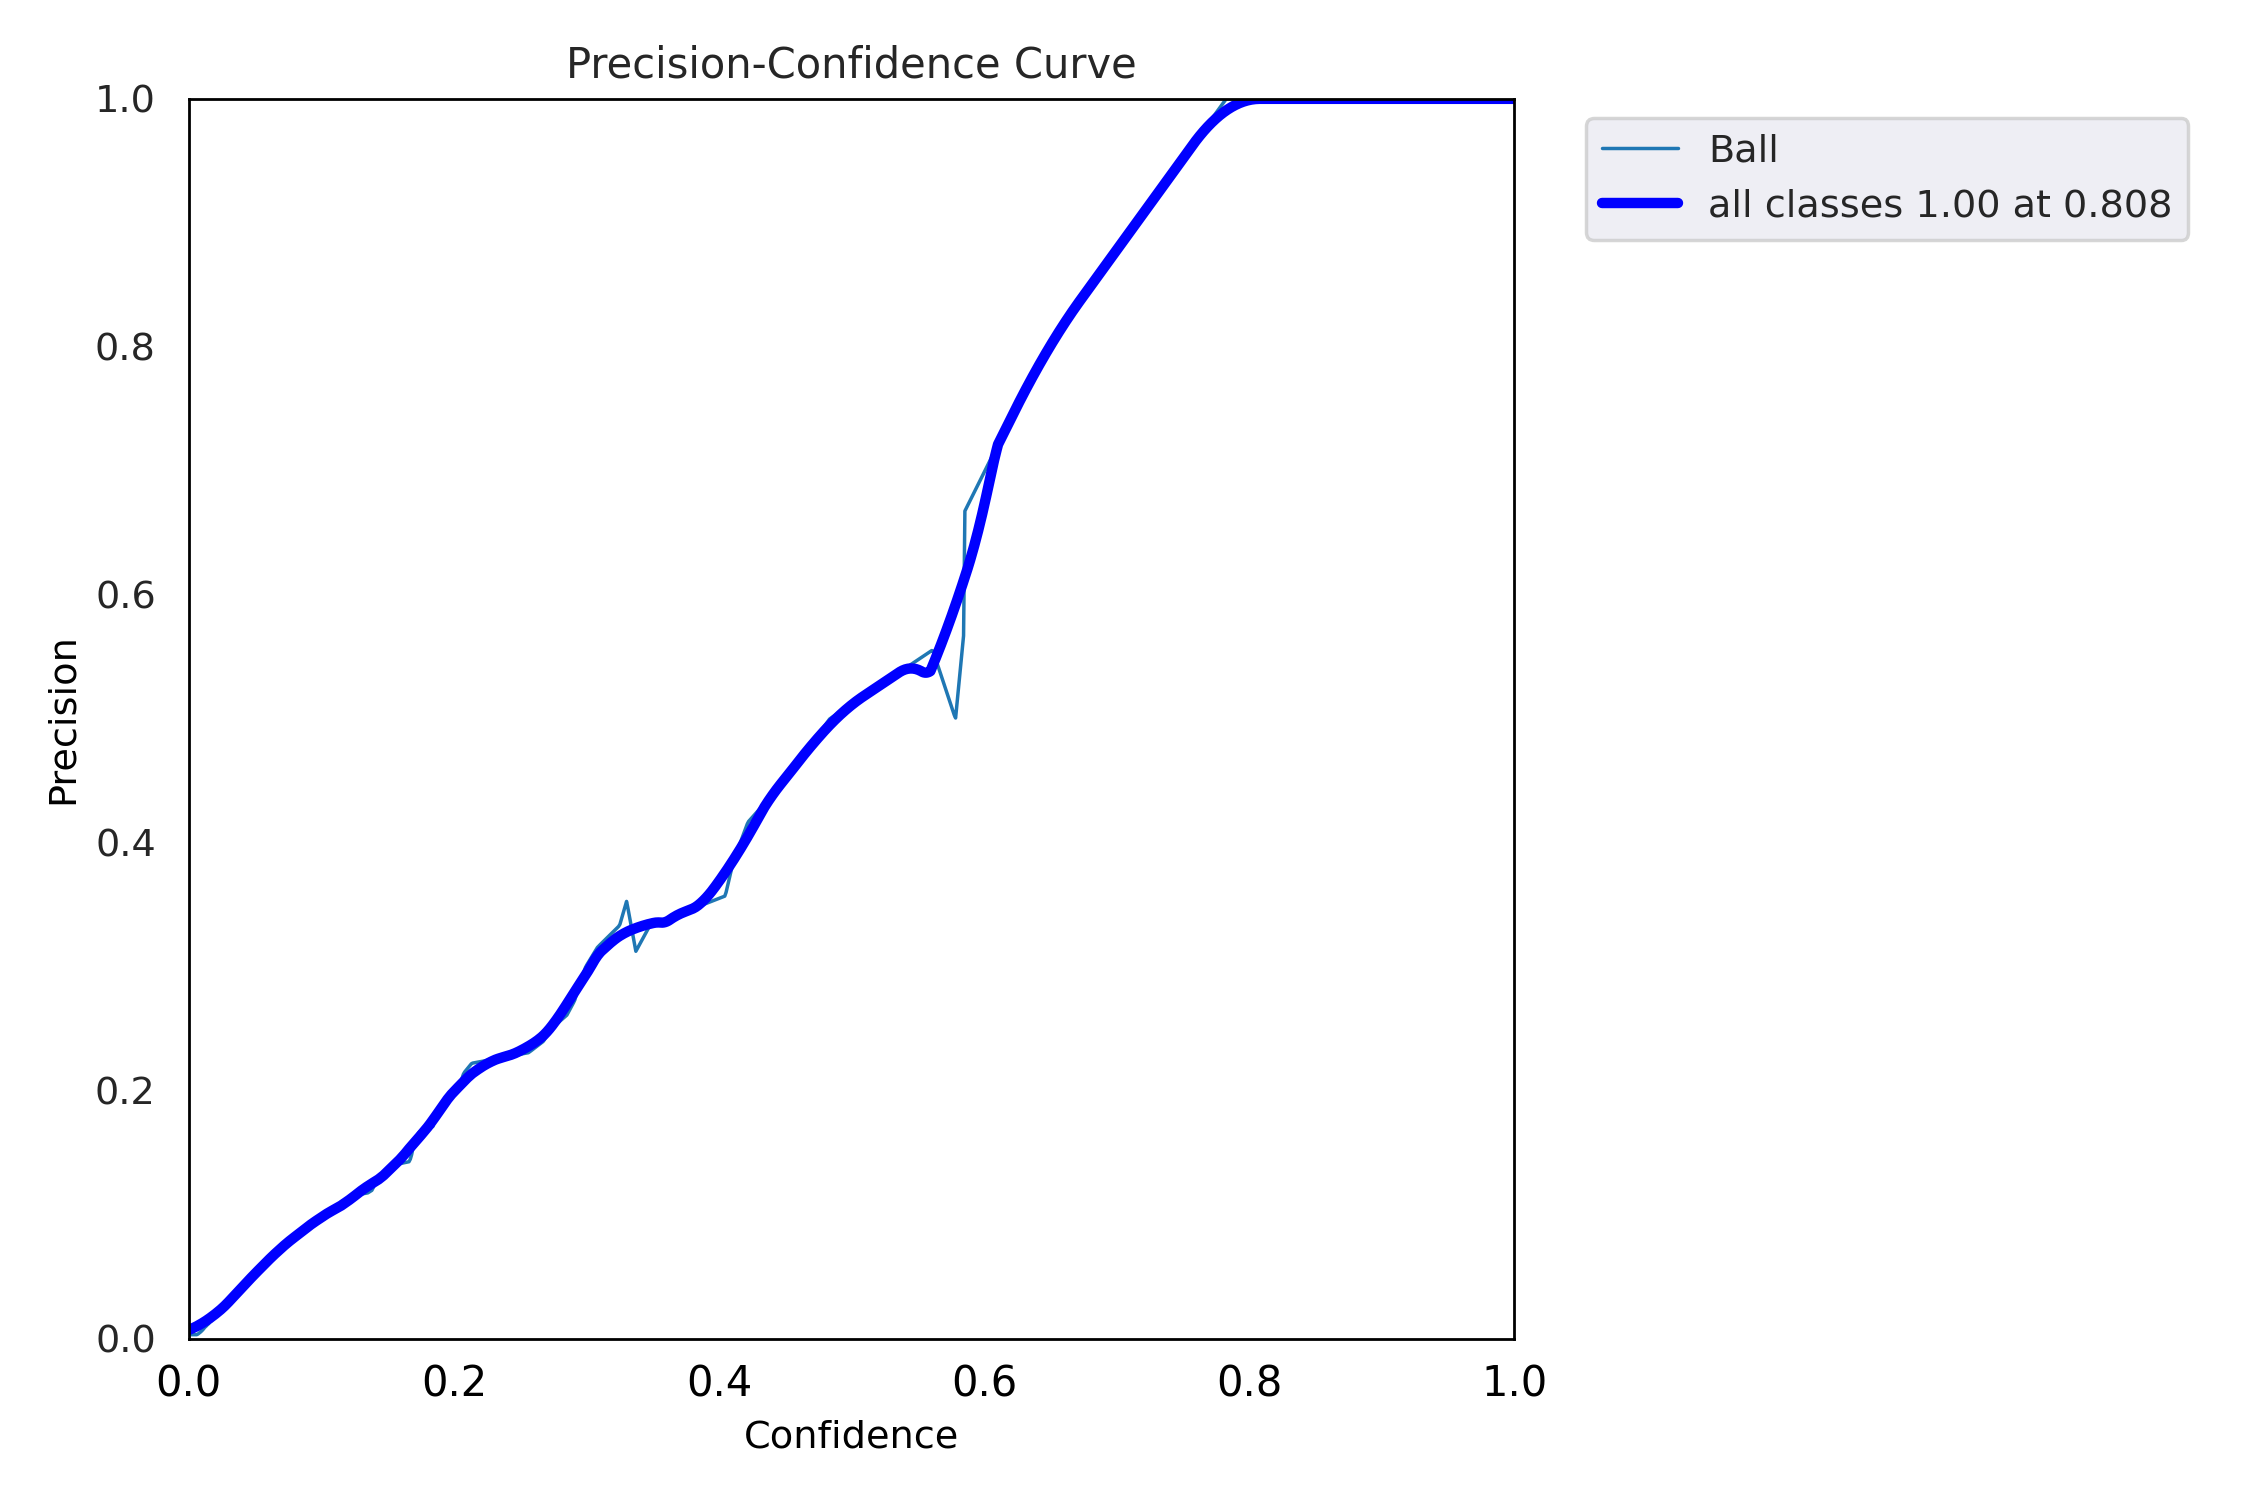 Precision-Confidence Curve
1.0
0.8
0.6
0.4
0.2
0.0
Precision
0.0 0.2 0.4 0.6 0.8 1.0
Confidence
Ball
all classes 1.00 at 0.808